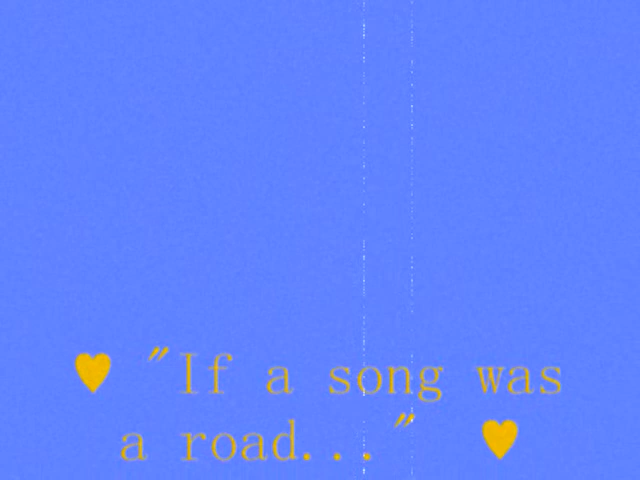 ♥ "If a song was
a road..." ♥